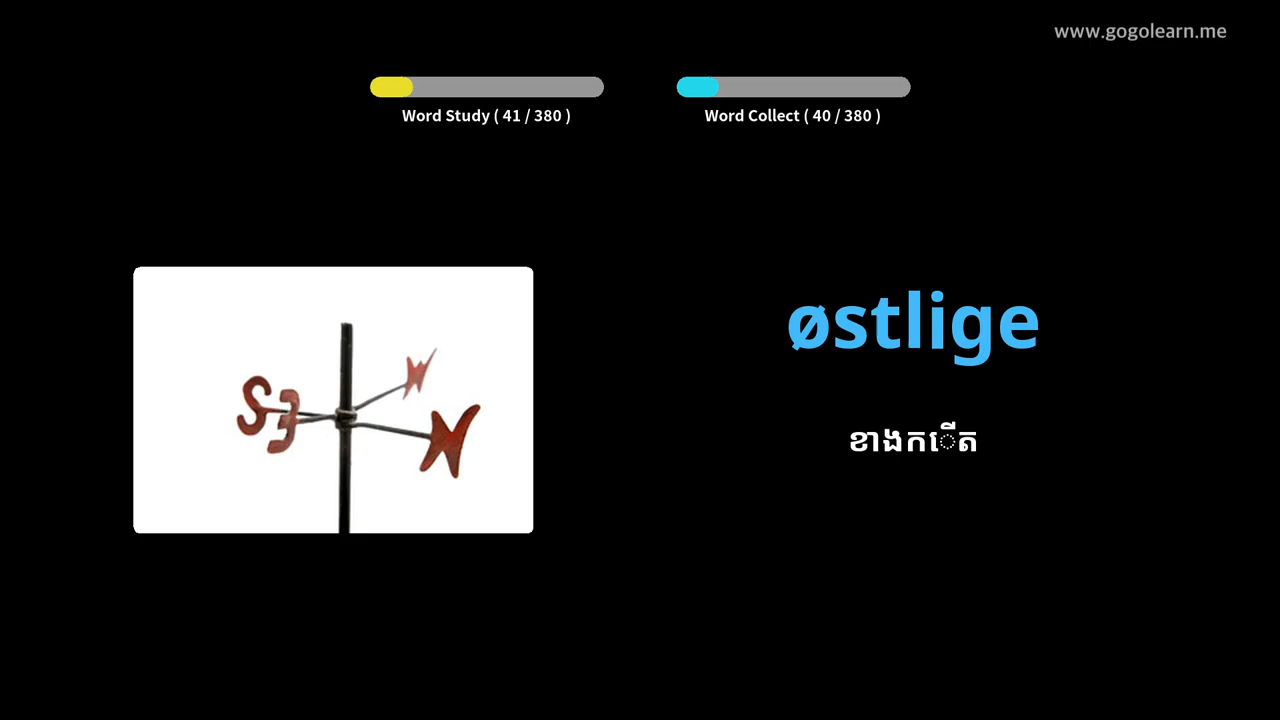 www.gogolearn.me
Word Study ( 41 / 380 )
Word Collect ( 40 / 380 )
østlige
ខាងកើត
S E N W